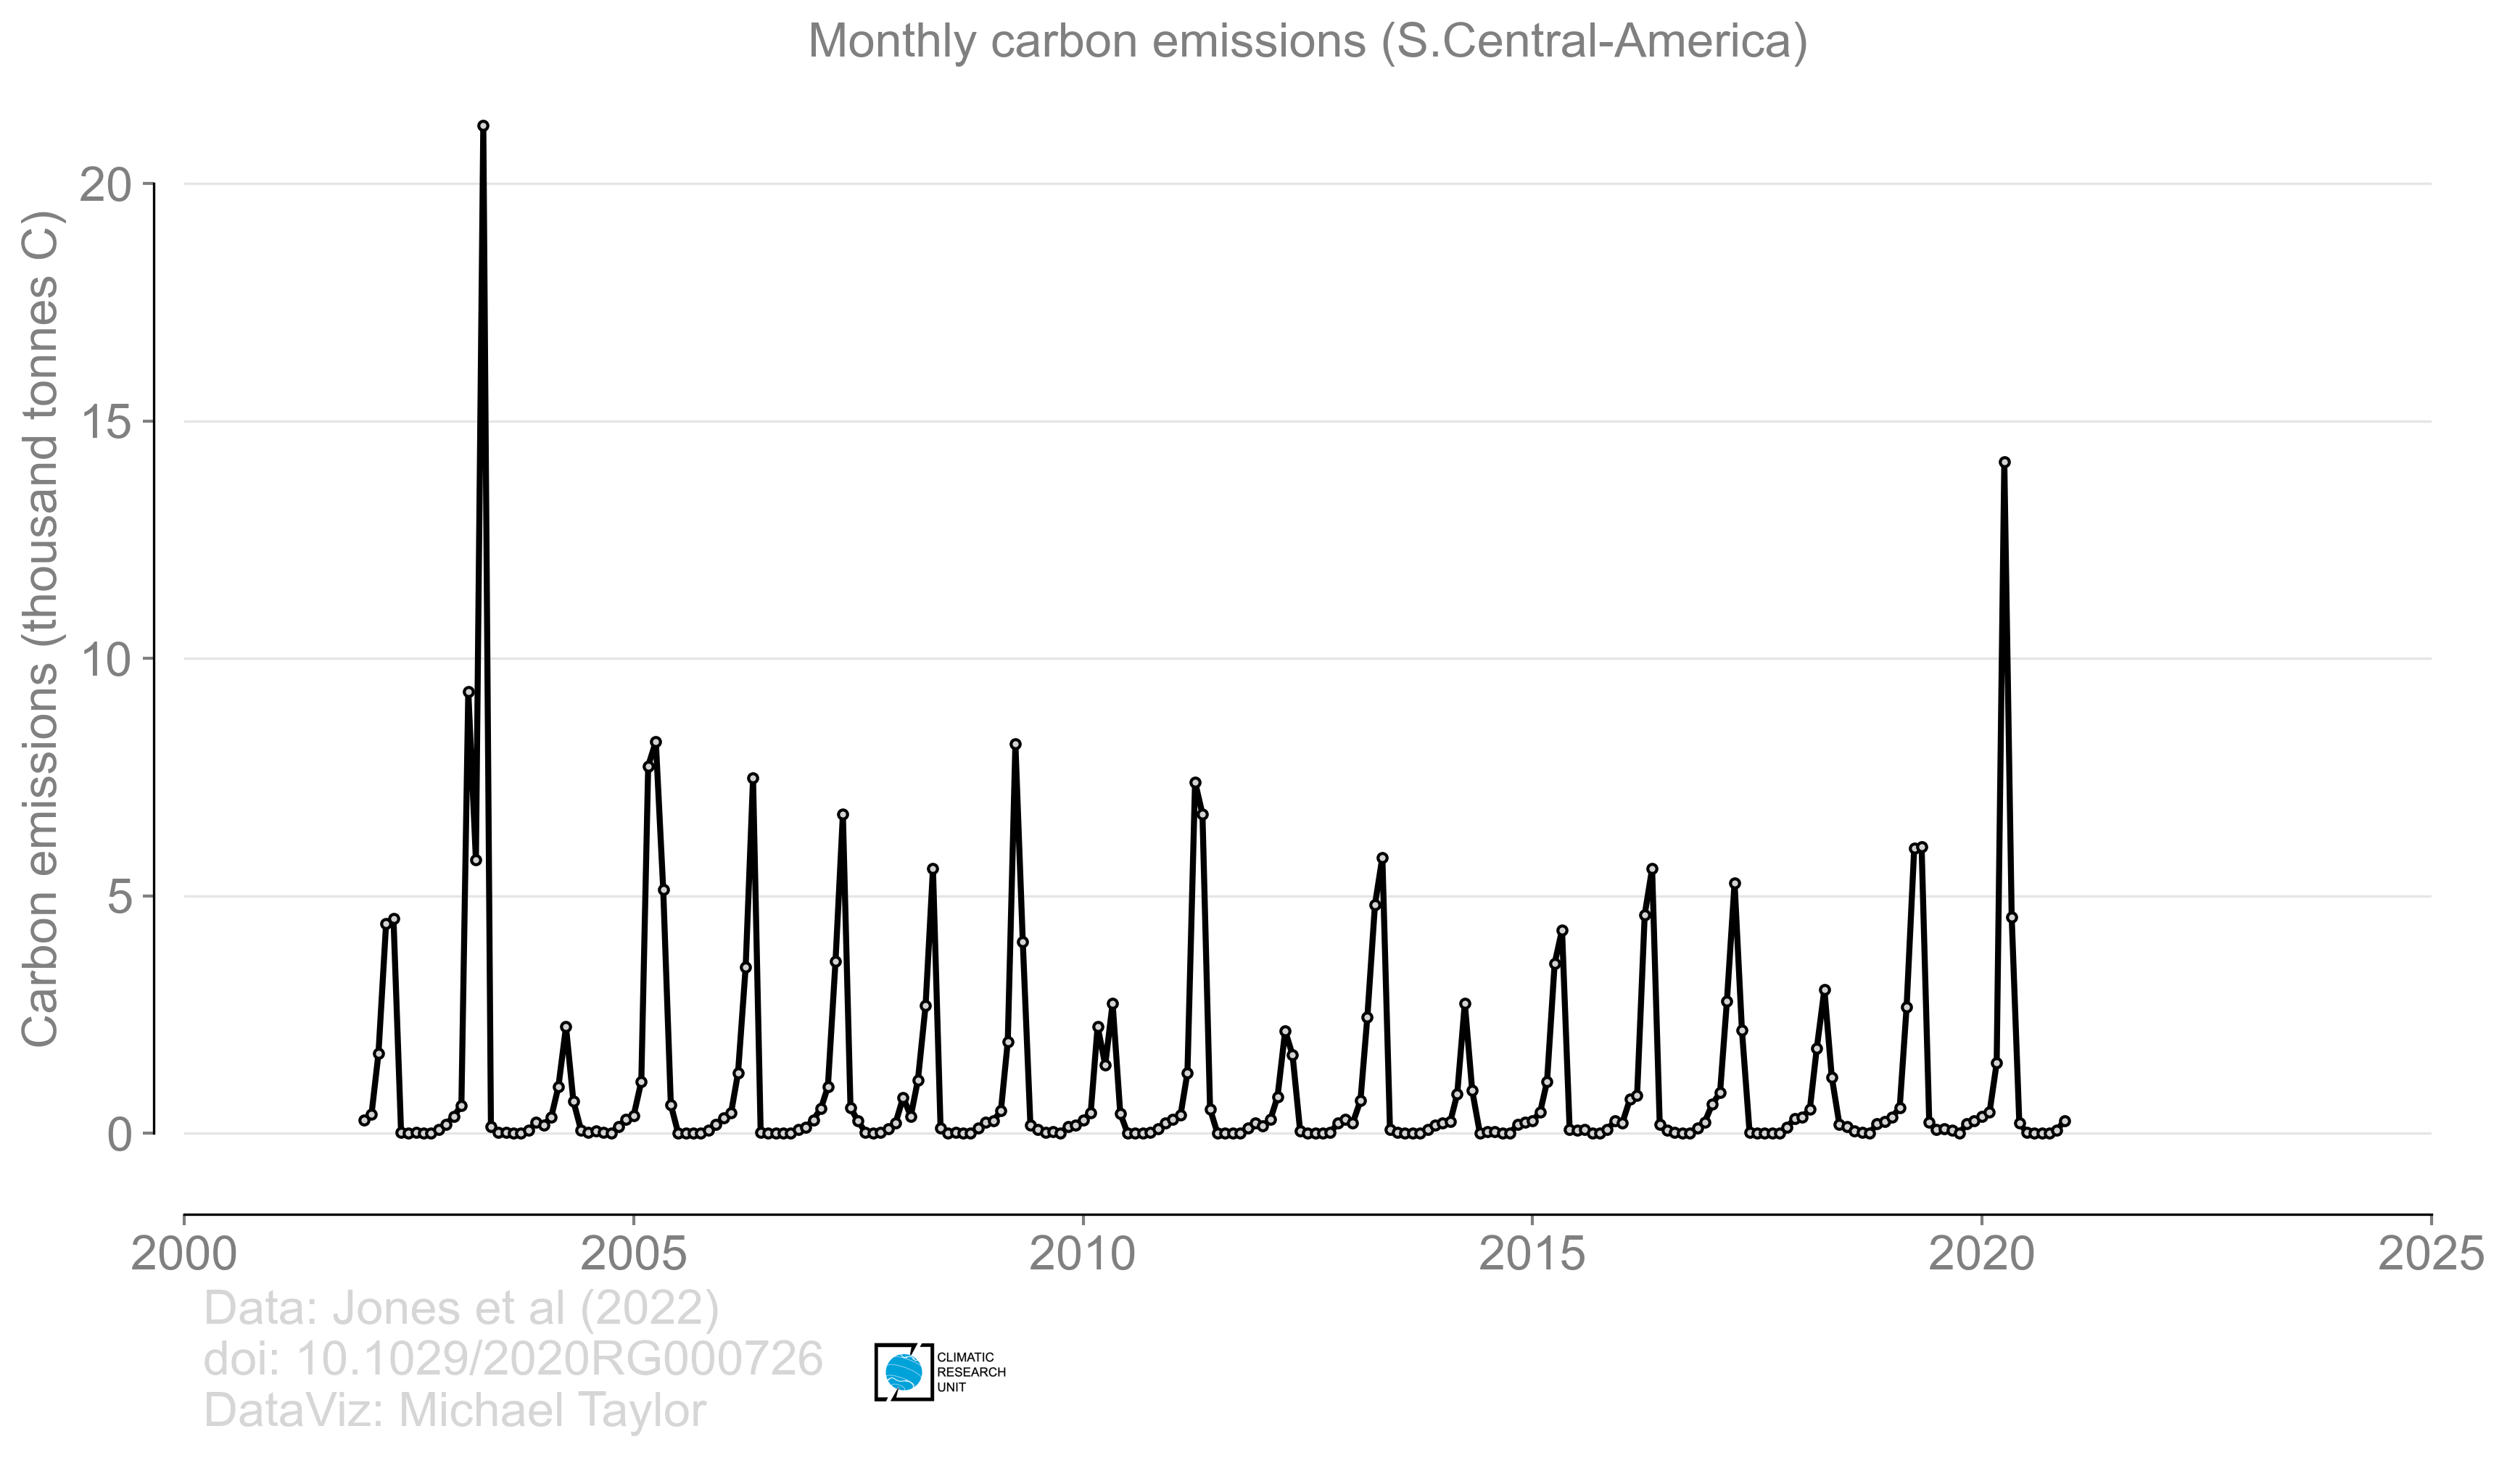 Monthly carbon emissions (S.Central-America)
Carbon emissions (thousand tonnes C)
20
15
10
5
0
2000
2005
2010
2015
2020
2025
Data: Jones et al (2022)
doi: 10.1029/2020RG000726
DataViz: Michael Taylor
CLIMATIC
RESEARCH
UNIT